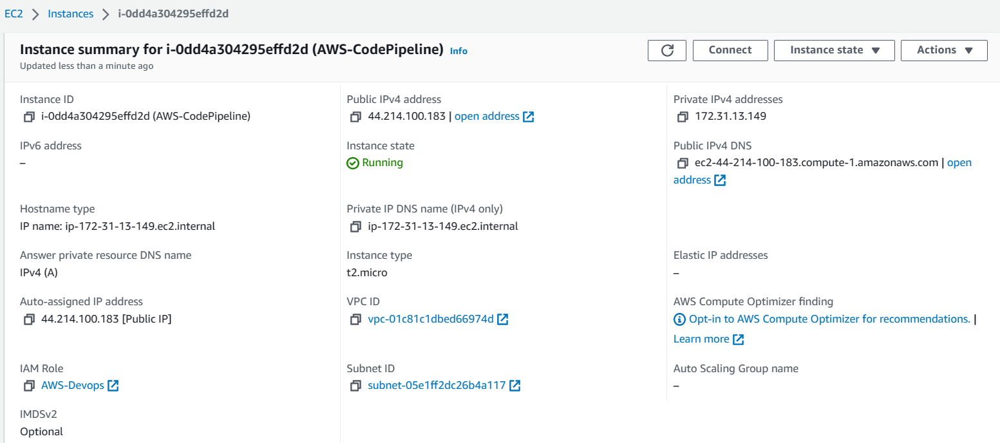 EC2 > Instances > i-0dd4a304295effd2d
Instance summary for i-0dd4a304295effd2d (AWS-CodePipeline) Info
Updated less than a minute ago
Connect
Instance state
Actions
Instance ID
i-0dd4a304295effd2d (AWS-CodePipeline)
Public IPv4 address
44.214.100.183 | open address
Private IPv4 addresses
172.31.13.149
IPv6 address
–
Instance state
Running
Public IPv4 DNS
ec2-44-214-100-183.compute-1.amazonaws.com | open
address
Hostname type
IP name: ip-172-31-13-149.ec2.internal
Private IP DNS name (IPv4 only)
ip-172-31-13-149.ec2.internal
Answer private resource DNS name
IPv4 (A)
Instance type
t2.micro
Elastic IP addresses
–
Auto-assigned IP address
44.214.100.183 [Public IP]
VPC ID
vpc-01c81c1dbed66974d
AWS Compute Optimizer finding
Opt-in to AWS Compute Optimizer for recommendations. |
Learn more
IAM Role
AWS-Devops
Subnet ID
subnet-05e1ff2dc26b4a117
Auto Scaling Group name
–
IMDSv2
Optional